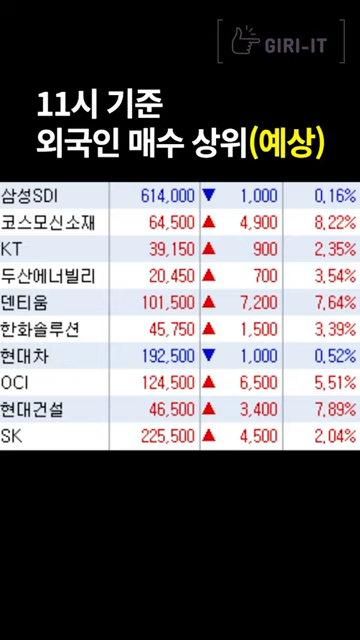 GIRI-IT
11시 기준
외국인 매수 상위(예상)
삼성SDI 614,000 ▼ 1,000 0,16%
코스모신소재 64,500 ▲ 4,900 8,22%
KT 39,150 ▲ 900 2,35%
두산에너빌리 20,450 ▲ 700 3,54%
덴티움 101,500 ▲ 7,200 7,64%
한화솔루션 45,750 ▲ 1,500 3,39%
현대차 192,500 ▼ 1,000 0,52%
OCI 124,500 ▲ 6,500 5,51%
현대건설 46,500 ▲ 3,400 7,89%
SK 225,500 ▲ 4,500 2,04%